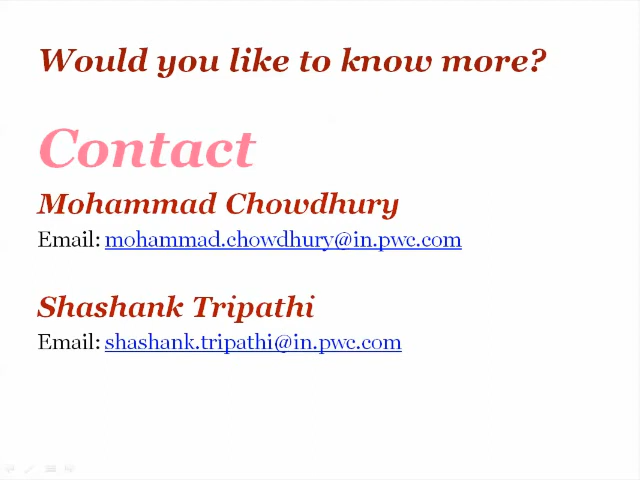 Would you like to know more?
Contact
Mohammad Chowdhury
Email: mohammad.chowdhury@in.pwc.com
Shashank Tripathi
Email: shashank.tripathi@in.pwc.com